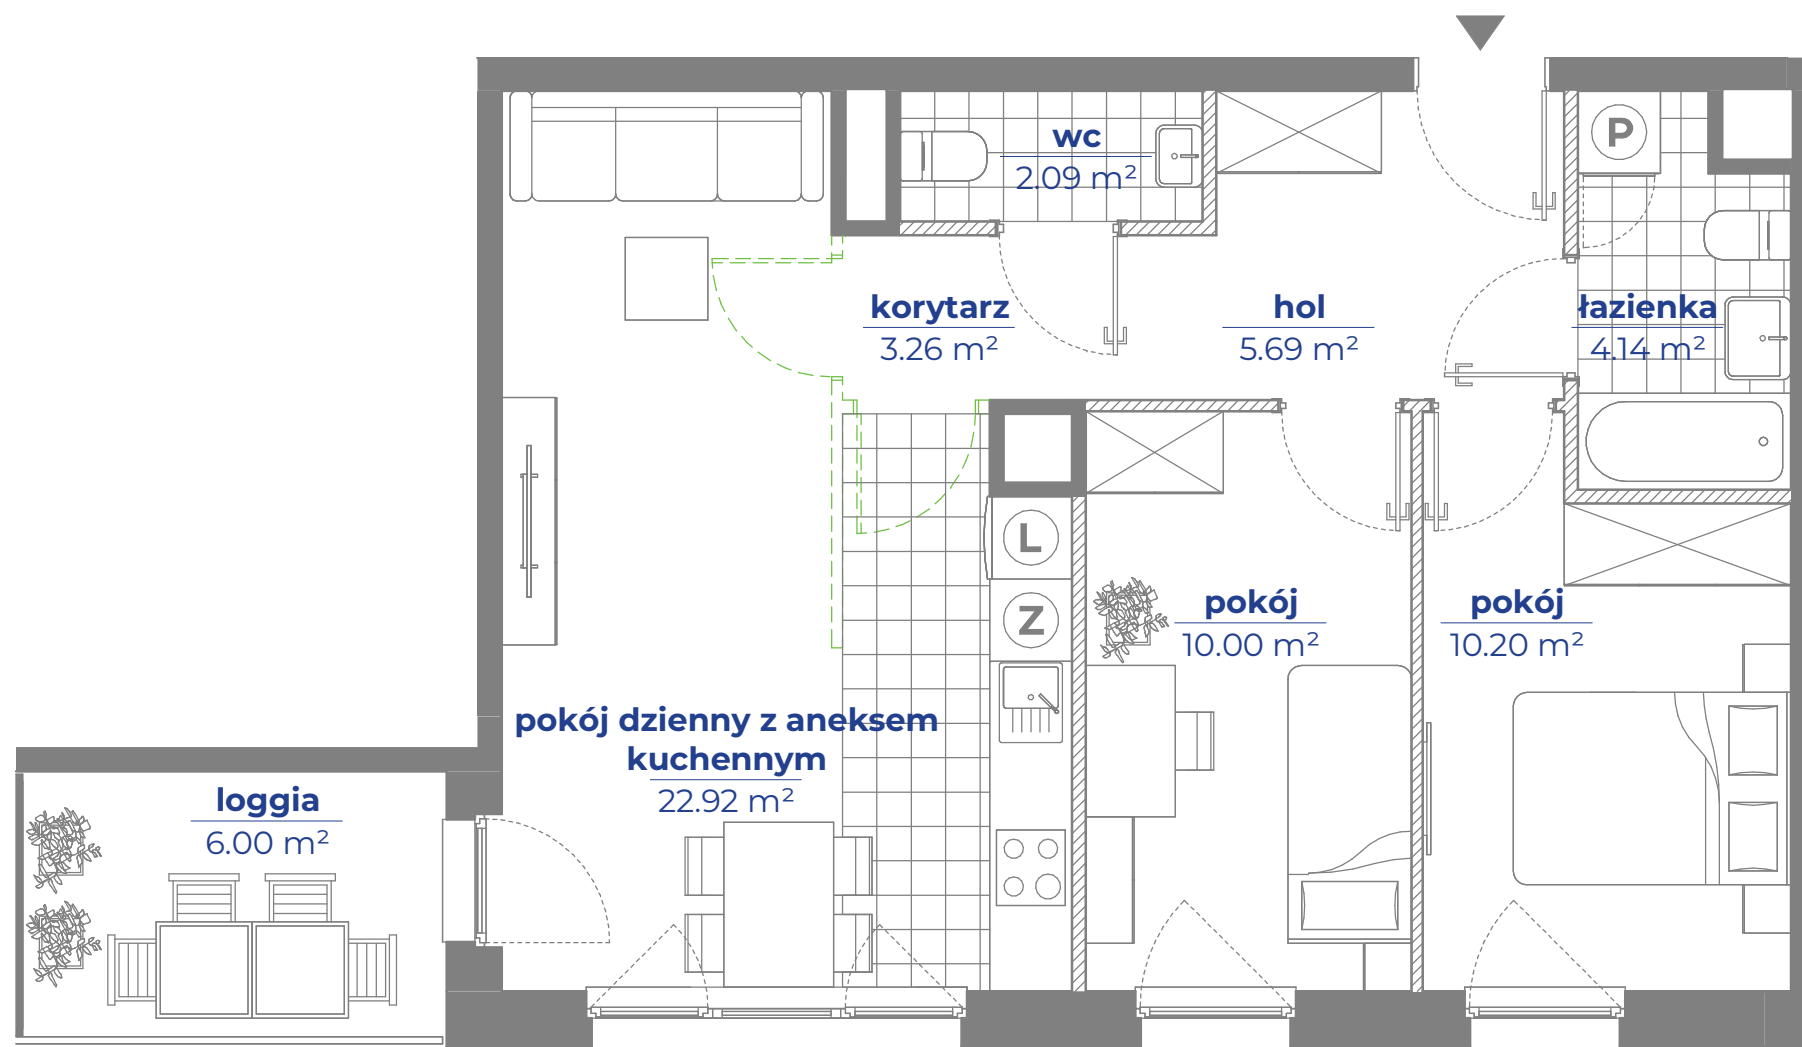 wc
2.09 m²
P
korytarz
3.26 m²
hol
5.69 m²
łazienka
4.14 m²
L
Z
pokój
10.00 m²
pokój
10.20 m²
pokój dzienny z aneksem
kuchennym
22.92 m²
loggia
6.00 m²